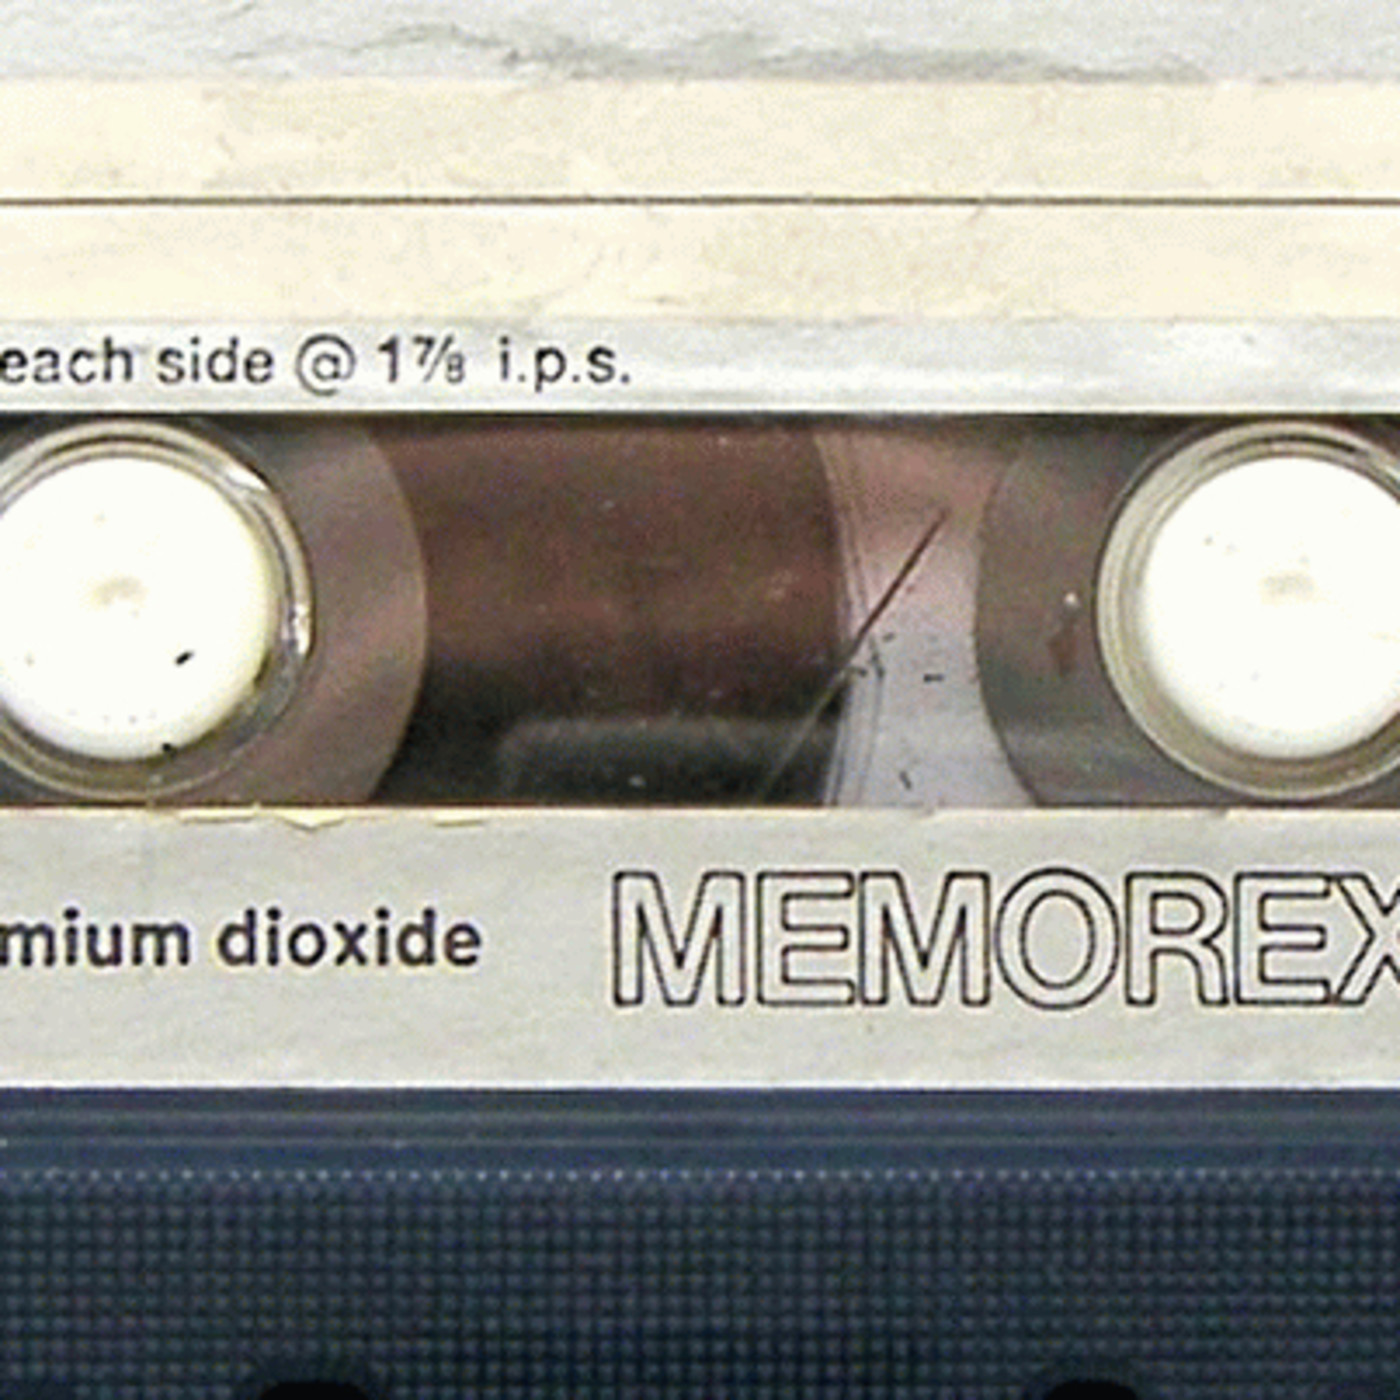 each side @ 1⅞ i.p.s.
mium dioxide
MEMOREX